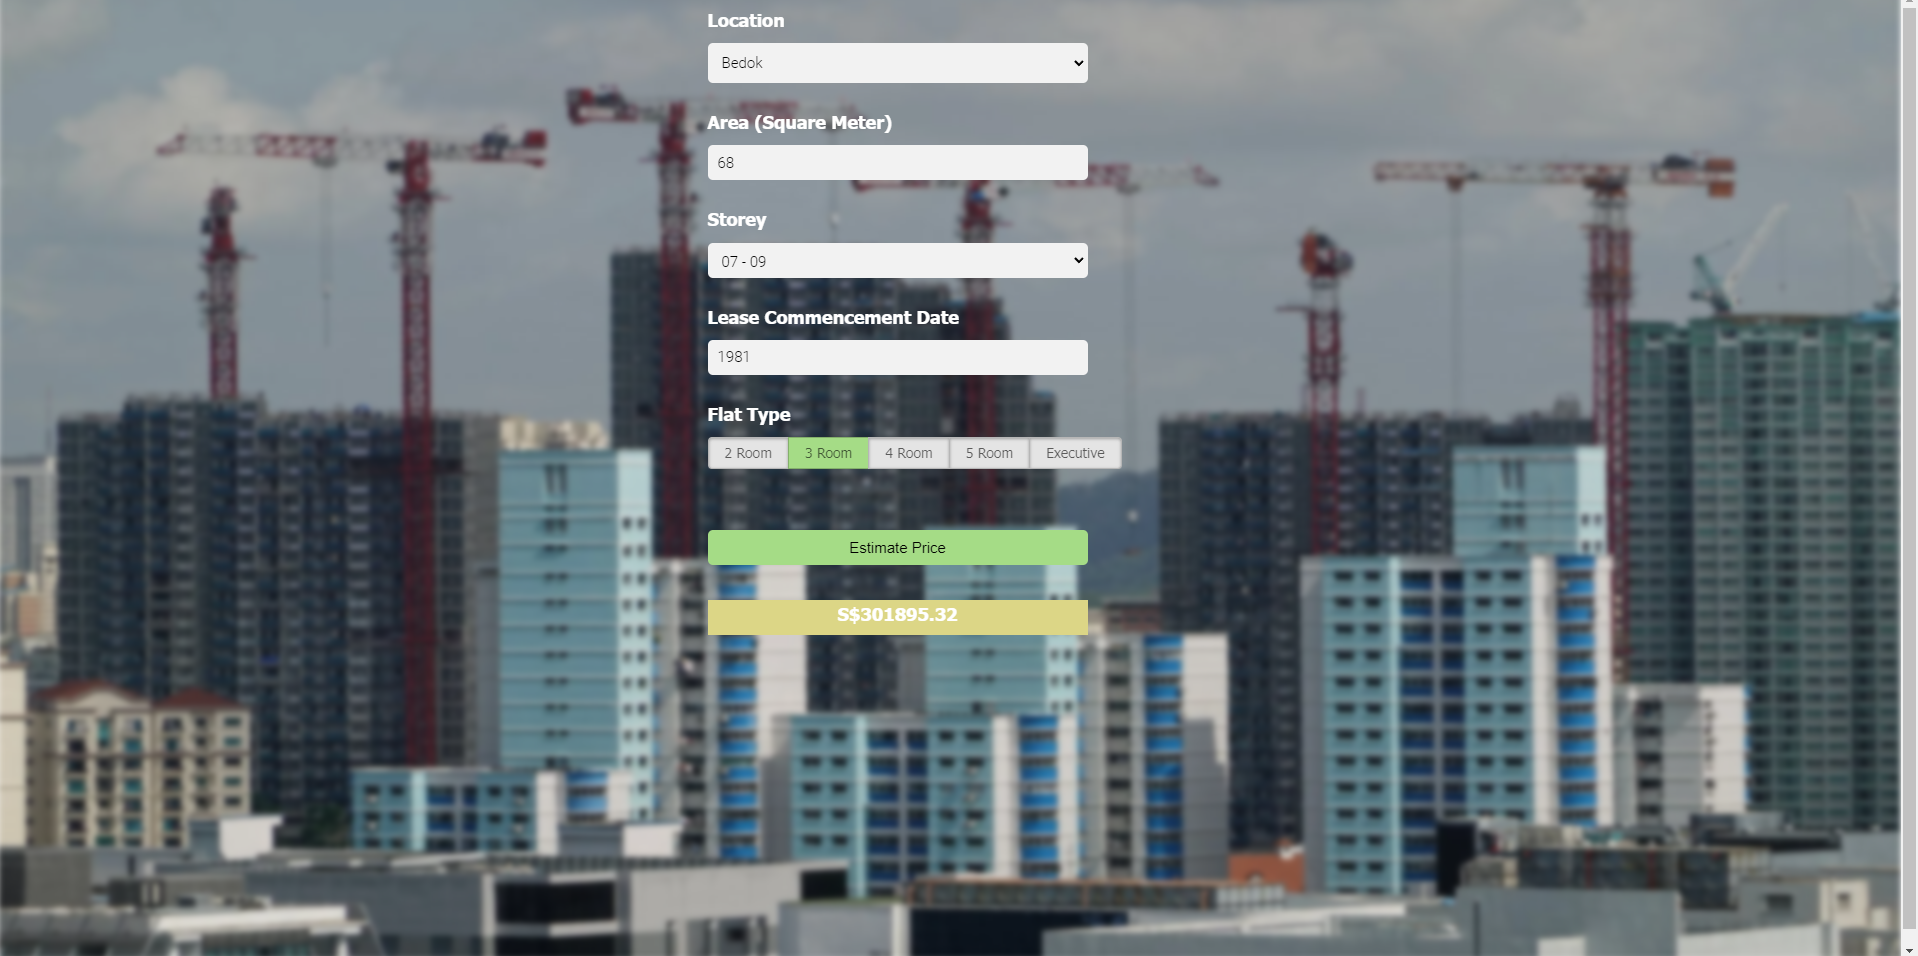 Location
Bedok
Area (Square Meter)
68
Storey
07 - 09
Lease Commencement Date
1981
Flat Type
2 Room 3 Room 4 Room 5 Room Executive
Estimate Price
S$301895.32